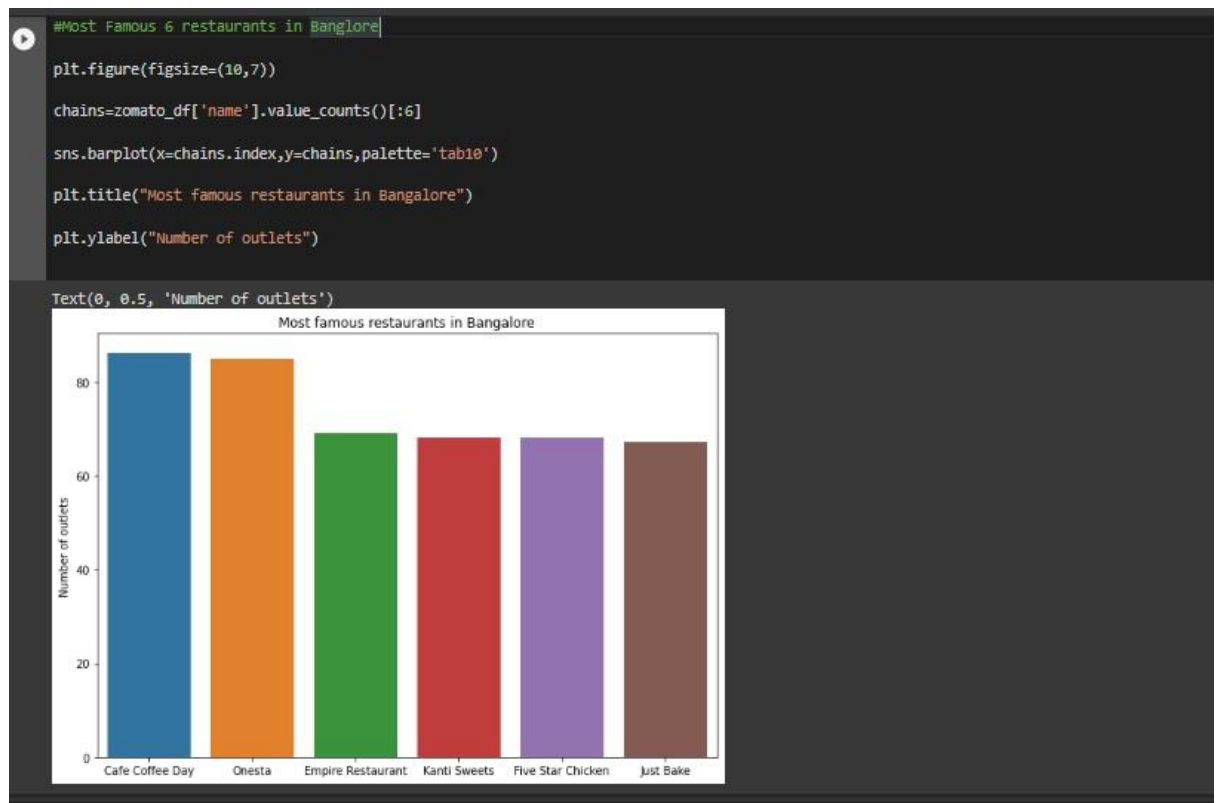 #Most Famous 6 restaurants in Banglore
plt.figure(figsize=(10,7))
chains=zomato_df['name'].value_counts()[:6]
sns.barplot(x=chains.index,y=chains,palette='tab10')
plt.title("Most famous restaurants in Bangalore")
plt.ylabel("Number of outlets")
Text(0, 0.5, 'Number of outlets')
Most famous restaurants in Bangalore
Number of outlets
80
60
40
20
0
Cafe Coffee Day Onesta Empire Restaurant Kanti Sweets Five Star Chicken Just Bake